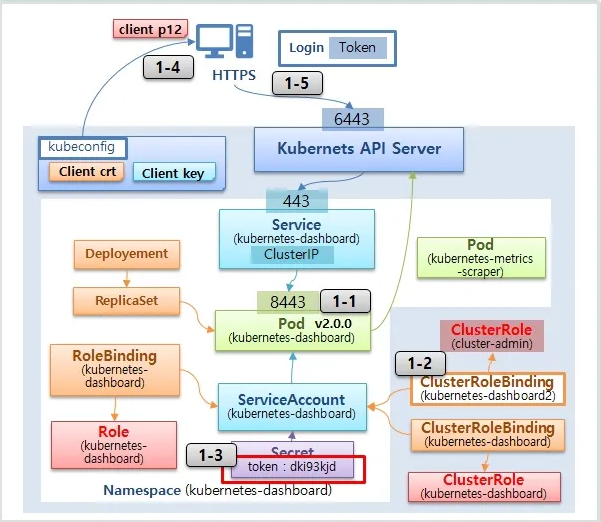 client p12
1-4
HTTPS
Login Token
1-5
6443
Kubernets API Server
kubeconfig
Client crt
Client key
443
Service
(kubernetes-dashboard)
ClusterIP
Pod
(kubernetes-metrics
-scraper)
Deployement
ReplicaSet
8443
1-1
Pod v2.0.0
(kubernetes-dashboard)
ClusterRole
(cluster-admin)
1-2
RoleBinding
(kubernetes-
dashboard)
ClusterRoleBinding
(kubernetes-dashboard2)
ServiceAccount
(kubernetes-dashboard)
Role
(kubernetes-
dashboard)
ClusterRoleBinding
(kubernetes-dashboard)
1-3
Secret
token : dki93kjd
ClusterRole
(kubernetes-dashboard)
Namespace (kubernetes-dashboard)